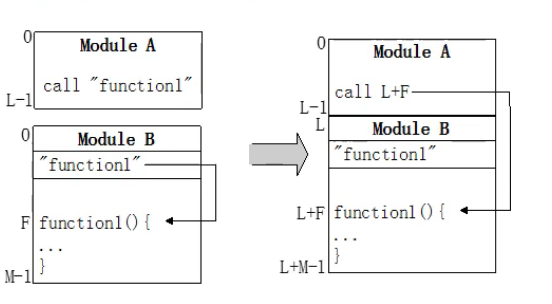 0
Module A
call "function1"
L-1
0
Module B
"function1"
F function1(){
...
}
M-1
0
Module A
call L+F
L-1
L
Module B
"function1"
L+F function1(){
...
}
L+M-1